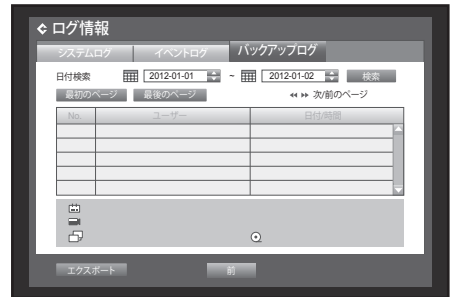 ログ情報
システムログ イベントログ バックアップログ
日付検索 2012-01-01 ~ 2012-01-02 検索
最初のページ 最後のページ 次/前のページ
No. ユーザー 日付/時間
エクスポート 前